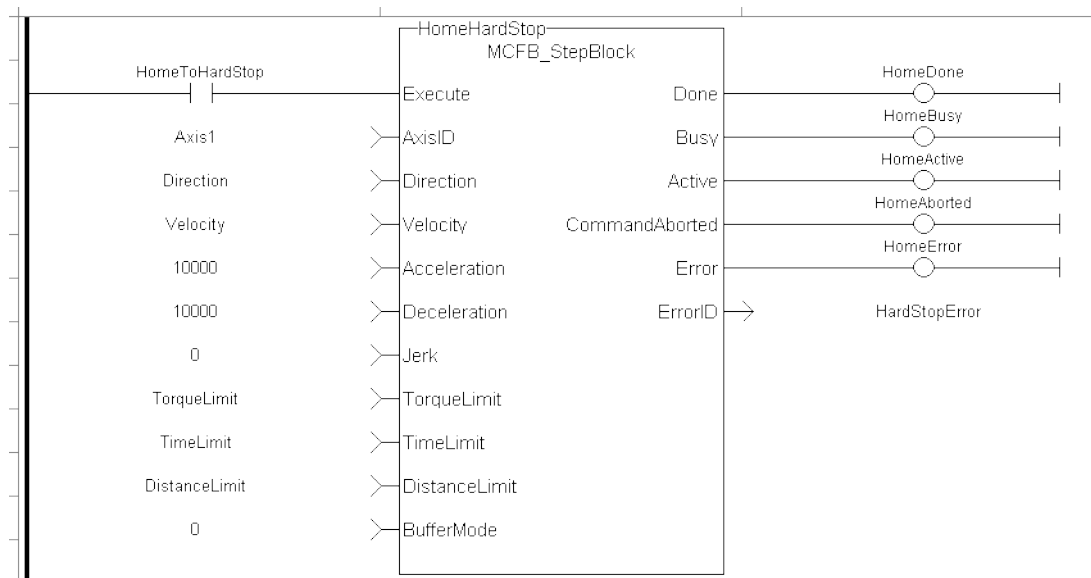 HomeHardStop
MCFB_StepBlock
HomeToHardStop
Execute
Done
HomeDone
Axis1
AxisID
Busy
HomeBusy
Direction
Direction
Active
HomeActive
Velocity
Velocity
CommandAborted
HomeAborted
10000
Acceleration
Error
HomeError
10000
Deceleration
ErrorID
HardStopError
0
Jerk
TorqueLimit
TorqueLimit
TimeLimit
TimeLimit
DistanceLimit
DistanceLimit
0
BufferMode